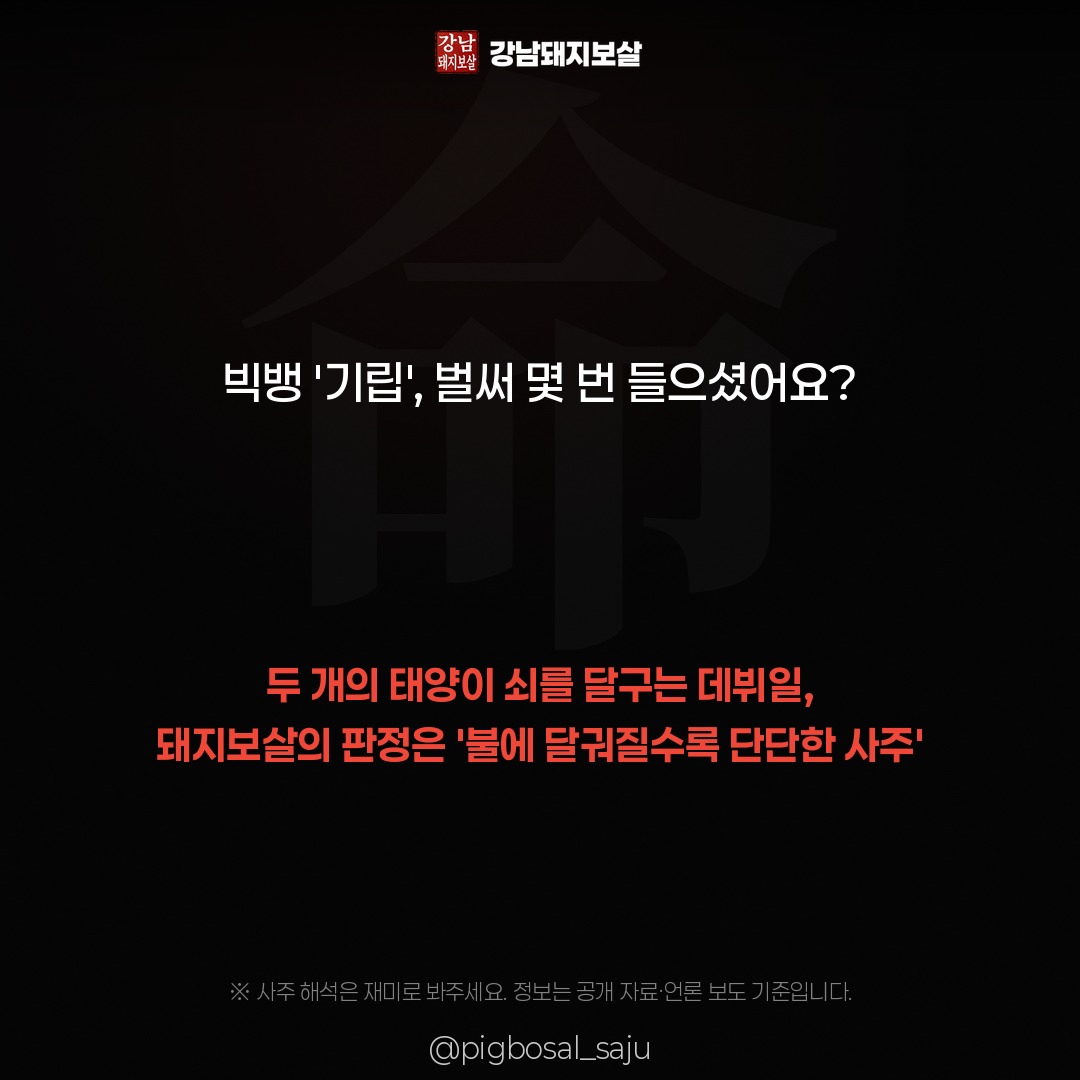 강남
돼지보살
강남돼지보살
命
빅뱅 '기립', 벌써 몇 번 들으셨어요?
두 개의 태양이 쇠를 달구는 데뷔일,
돼지보살의 판정은 '불에 달궈질수록 단단한 사주'
※ 사주 해석은 재미로 봐주세요. 정보는 공개 자료·언론 보도 기준입니다.
@pigbosal_saju